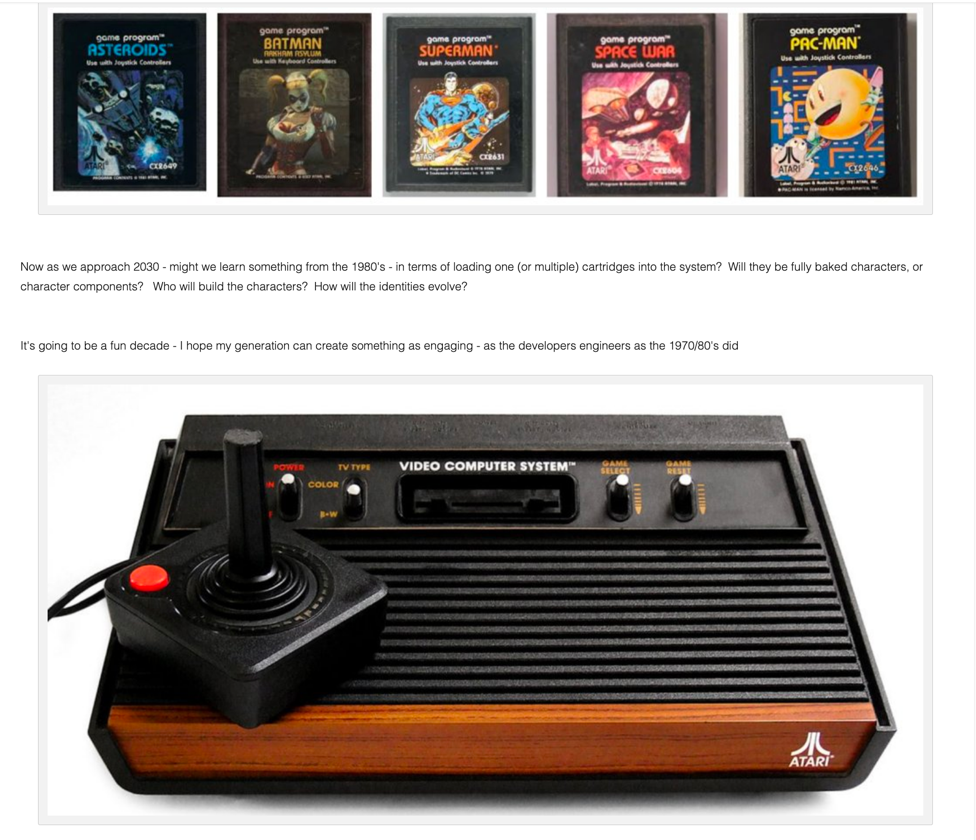 game program™
ASTEROIDS™
Use with Joystick Controllers
ATARI
CX2649
game program™
BATMAN
ARKHAM ASYLUM
Use with Keyboard Controllers
game program™
SUPERMAN*
Use with Joystick Controllers
ATARI
CX2631
game program™
SPACE WAR
Use with Joystick Controllers
ATARI
game program™
PAC-MAN*
Use with Joystick Controllers
ATARI
CX2646
Now as we approach 2030 - might we learn something from the 1980's - in terms of loading one (or multiple) cartridges into the system?  Will they be fully baked characters, or
character components?   Who will build the characters?  How will the identities evolve?
It's going to be a fun decade - I hope my generation can create something as engaging - as the developers engineers as the 1970/80's did
POWER
TV TYPE
VIDEO COMPUTER SYSTEM™
GAME
SELECT
GAME
RESET
COLOR
B•W
ATARI